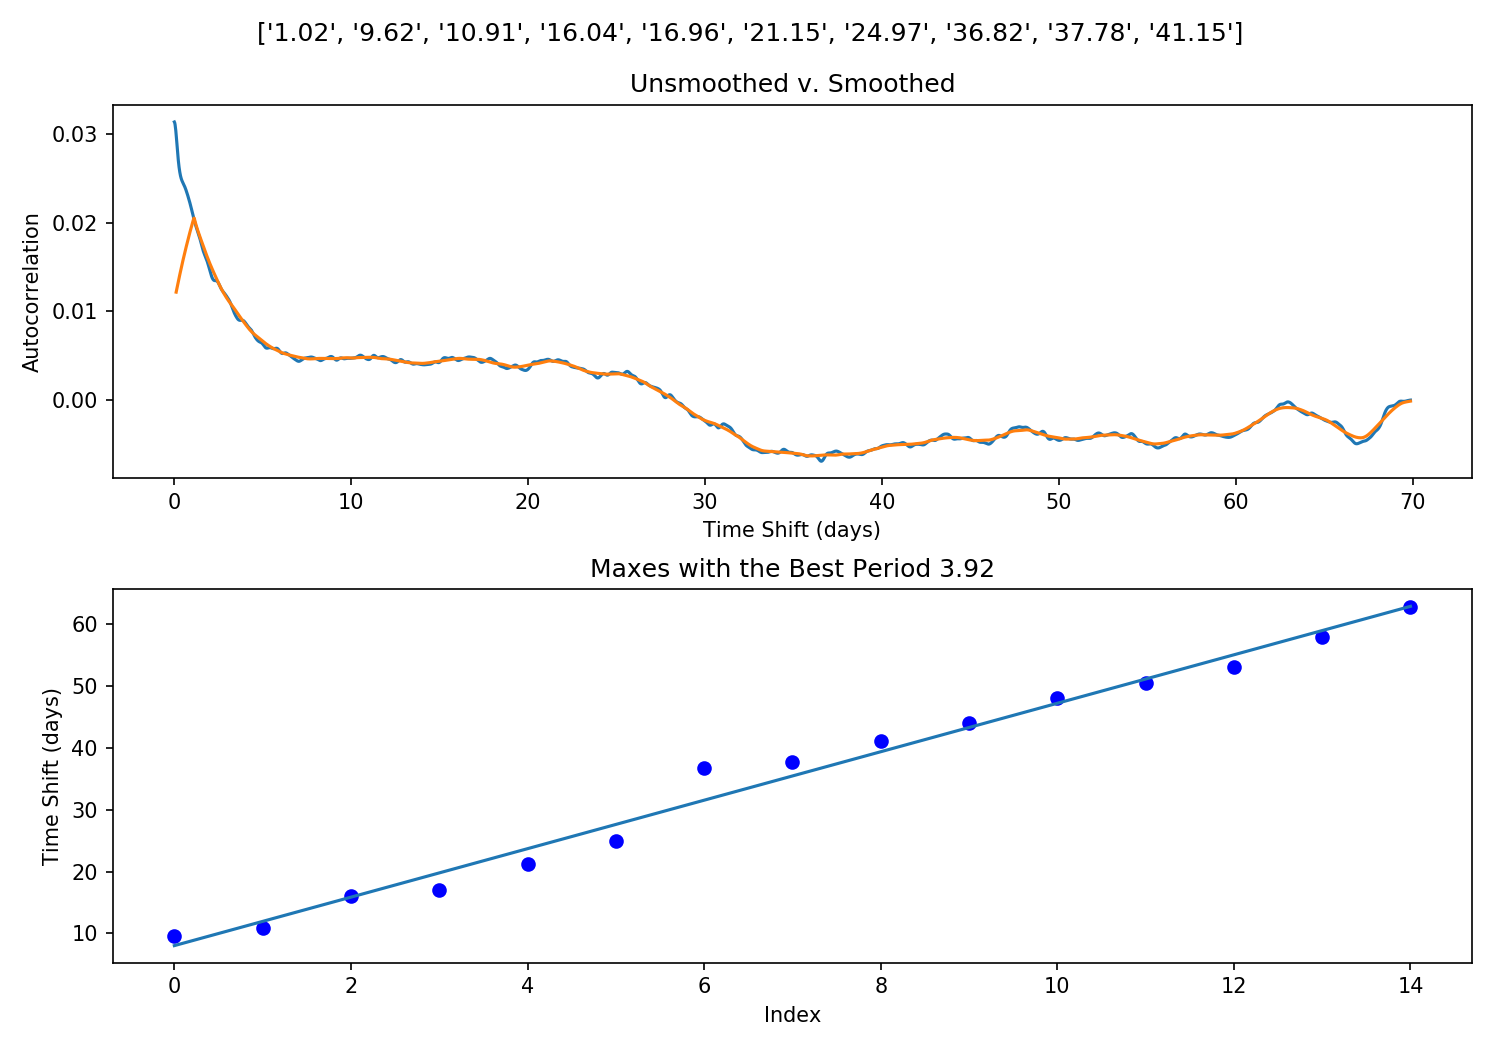 ['1.02', '9.62', '10.91', '16.04', '16.96', '21.15', '24.97', '36.82', '37.78', '41.15']
Unsmoothed v. Smoothed
Autocorrelation
0.03
0.02
0.01
0.00
0 10 20 30 40 50 60 70
Time Shift (days)
Maxes with the Best Period 3.92
Time Shift (days)
60
50
40
30
20
10
0 2 4 6 8 10 12 14
Index